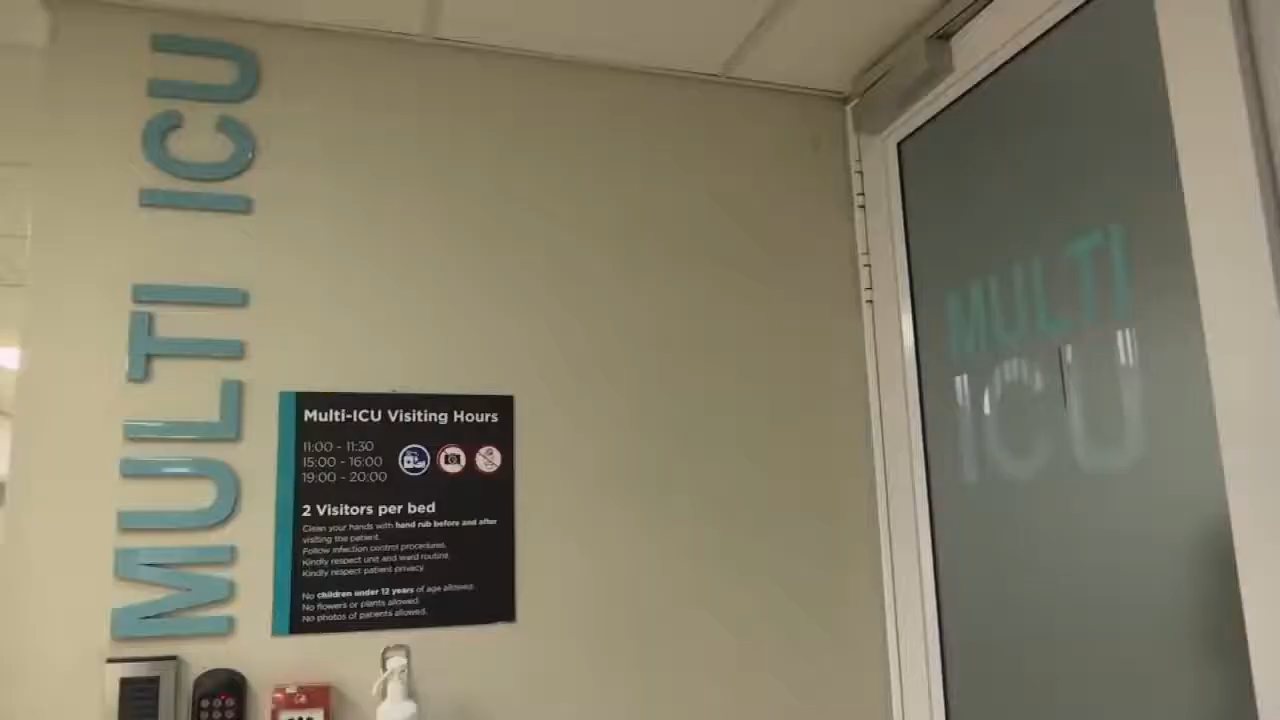 MULTI ICU
Multi-ICU Visiting Hours
11:00 - 11:30
15:00 - 16:00
19:00 - 20:00
2 Visitors per bed
Clean your hands with hand rub before and after
visiting the patient.
Follow infection control procedures.
Kindly respect unit and ward routine.
Kindly respect patient privacy.
No children under 12 years of age allowed.
No flowers or plants allowed.
No photos of patients allowed.
MULTI
ICU